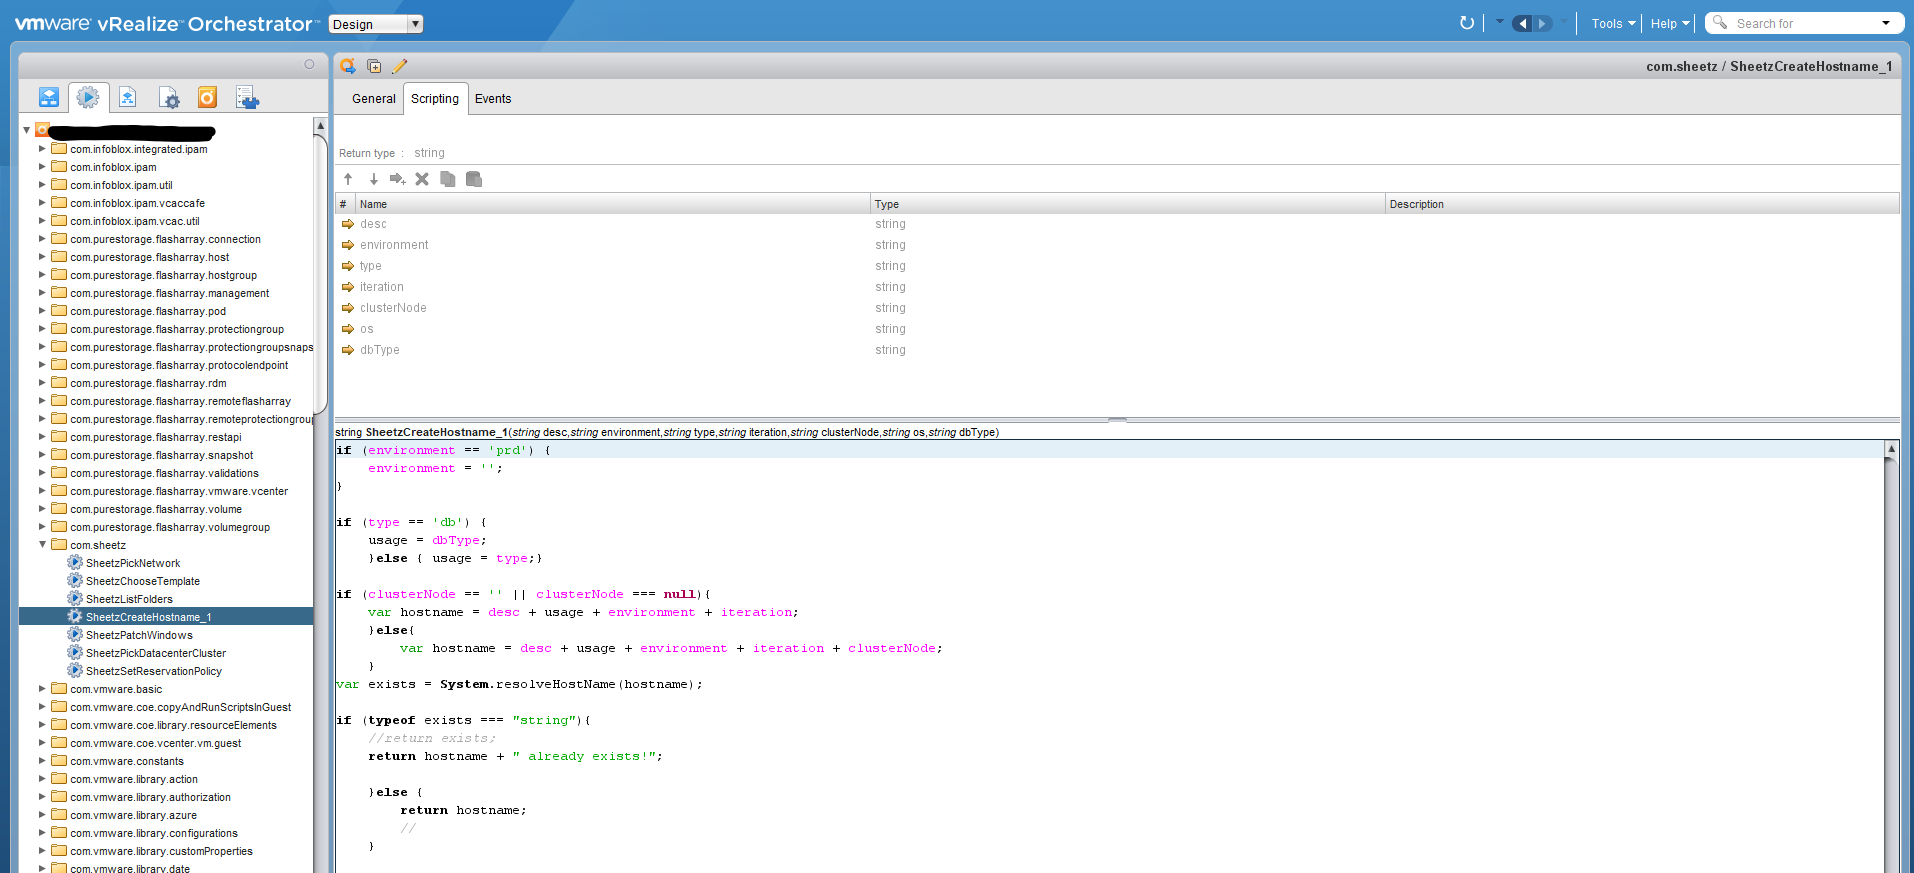 vmware vRealize Orchestrator™ Design
Tools Help Search for
com.sheetz / SheetzCreateHostname_1
General Scripting Events
com.infoblox.integrated.ipam
com.infoblox.ipam
com.infoblox.ipam.util
com.infoblox.ipam.vcaccafe
com.infoblox.ipam.vcac.util
com.purestorage.flasharray.connection
com.purestorage.flasharray.host
com.purestorage.flasharray.hostgroup
com.purestorage.flasharray.management
com.purestorage.flasharray.pod
com.purestorage.flasharray.protectiongroup
com.purestorage.flasharray.protectiongroupsnaps
com.purestorage.flasharray.protocolendpoint
com.purestorage.flasharray.rdm
com.purestorage.flasharray.remoteflasharray
com.purestorage.flasharray.remoteprotectiongroup
com.purestorage.flasharray.restapi
com.purestorage.flasharray.snapshot
com.purestorage.flasharray.validations
com.purestorage.flasharray.vmware.vcenter
com.purestorage.flasharray.volume
com.purestorage.flasharray.volumegroup
com.sheetz
SheetzPickNetwork
SheetzChooseTemplate
SheetzListFolders
SheetzCreateHostname_1
SheetzPatchWindows
SheetzPickDatacenterCluster
SheetzSetReservationPolicy
com.vmware.basic
com.vmware.coe.copyAndRunScriptsInGuest
com.vmware.coe.library.resourceElements
com.vmware.coe.vcenter.vm.guest
com.vmware.constants
com.vmware.library.action
com.vmware.library.authorization
com.vmware.library.azure
com.vmware.library.configurations
com.vmware.library.customProperties
com.vmware.library.date
Return type : string
# Name Type Description
desc string
environment string
type string
iteration string
clusterNode string
os string
dbType string
string SheetzCreateHostname_1(string desc,string environment,string type,string iteration,string clusterNode,string os,string dbType)
if (environment == 'prd') {
environment = '';
}
if (type == 'db') {
usage = dbType;
}else { usage = type;}
if (clusterNode == '' || clusterNode === null){
var hostname = desc + usage + environment + iteration;
}else{
var hostname = desc + usage + environment + iteration + clusterNode;
}
var exists = System.resolveHostName(hostname);
if (typeof exists === "string"){
//return exists;
return hostname + " already exists!";
}else {
return hostname;
//
}